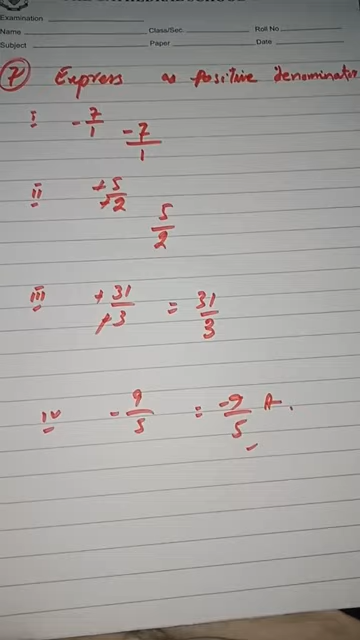 Examination
Name Class/Sec. Roll No.
Subject Paper Date
7 Express as positive denominator
i -7/1 -7/1
ii +5/+2 5/2
iii +31/+3 = 31/3
iv -9/5 = -9/5 A.